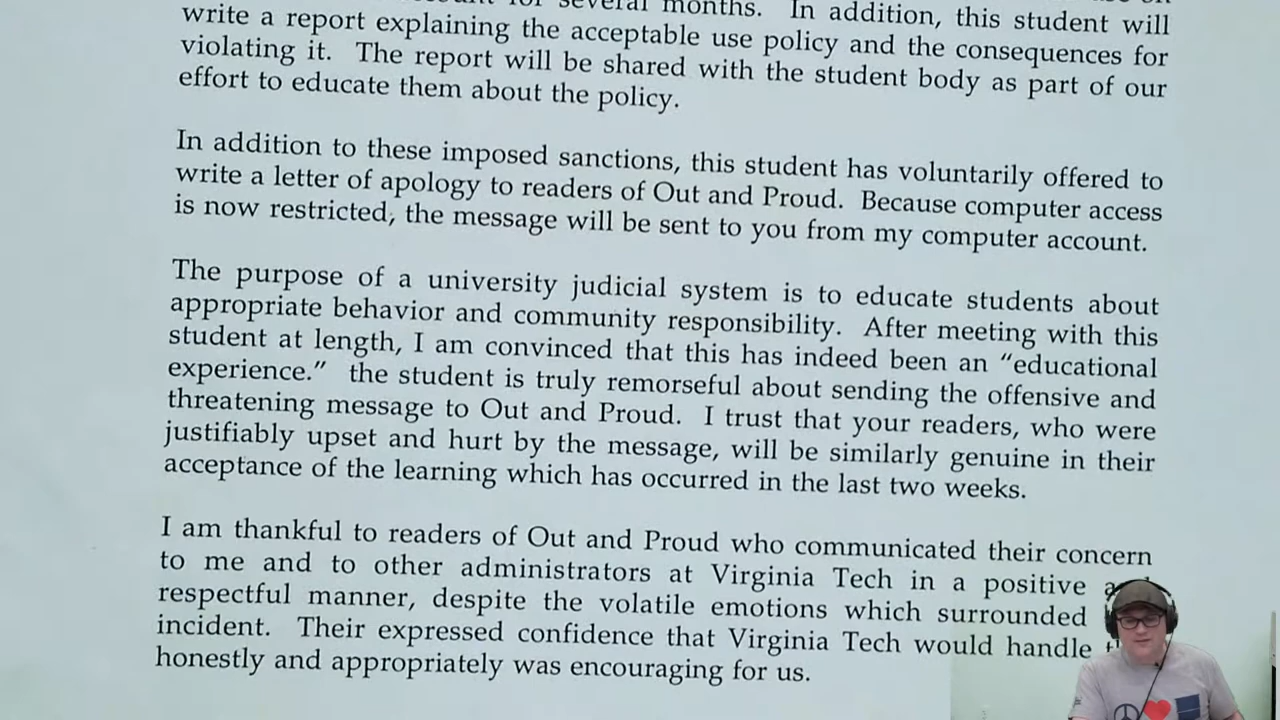 for several months. In addition, this student will
write a report explaining the acceptable use policy and the consequences for
violating it. The report will be shared with the student body as part of our
effort to educate them about the policy.
In addition to these imposed sanctions, this student has voluntarily offered to
write a letter of apology to readers of Out and Proud. Because computer access
is now restricted, the message will be sent to you from my computer account.
The purpose of a university judicial system is to educate students about
appropriate behavior and community responsibility. After meeting with this
student at length, I am convinced that this has indeed been an “educational
experience.” the student is truly remorseful about sending the offensive and
threatening message to Out and Proud. I trust that your readers, who were
justifiably upset and hurt by the message, will be similarly genuine in their
acceptance of the learning which has occurred in the last two weeks.
I am thankful to readers of Out and Proud who communicated their concern
to me and to other administrators at Virginia Tech in a positive
respectful manner, despite the volatile emotions which surrounded
incident. Their expressed confidence that Virginia Tech would handle
honestly and appropriately was encouraging for us.